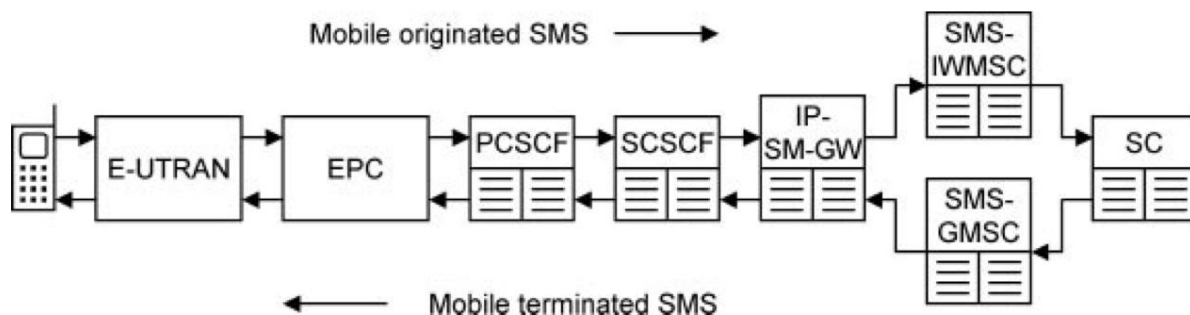 Mobile originated SMS
SMS-
IWMSC
E-UTRAN
EPC
PCSCF
SCSCF
IP-
SM-GW
SC
SMS-
GMSC
Mobile terminated SMS